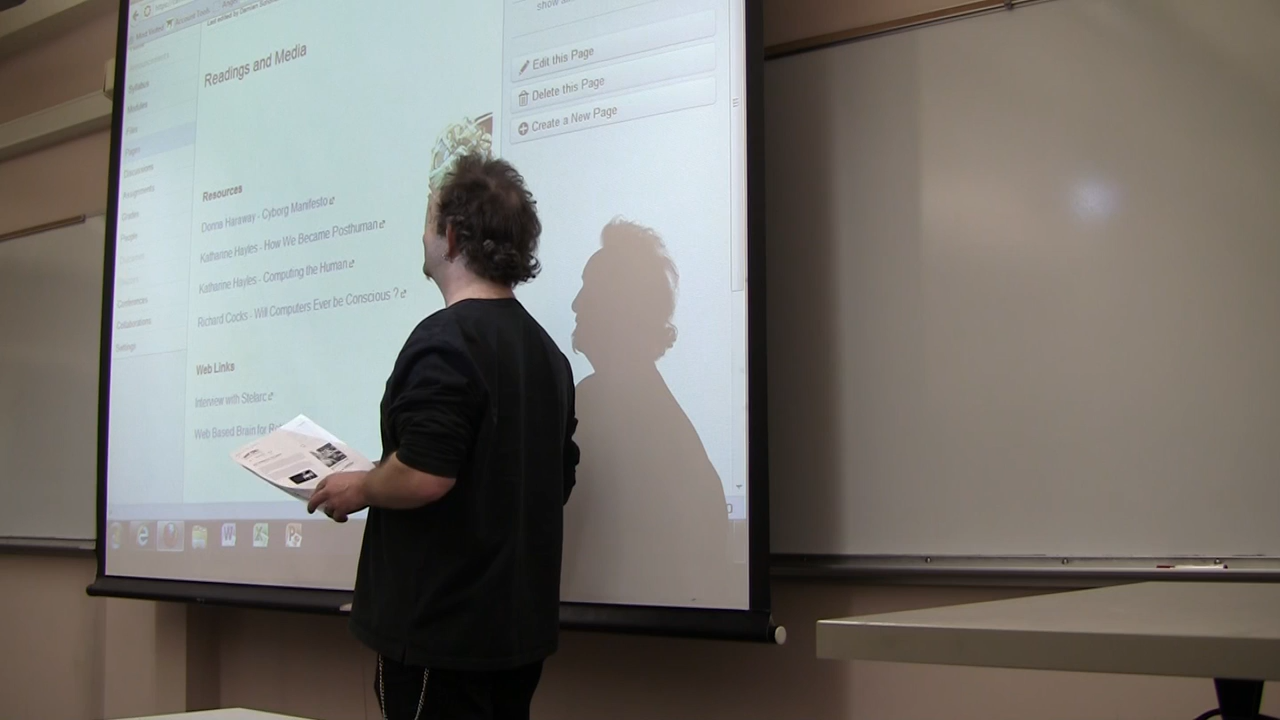 Readings and Media
Resources
Donna Haraway - Cyborg Manifesto
Katharine Hayles - How We Became Posthuman
Katharine Hayles - Computing the Human
Richard Cocks - Will Computers Ever be Conscious ?
Web Links
Interview with Stelarc
Web Based Brain for
Edit this Page
Delete this Page
Create a New Page
Syllabus
Modules
Files
Pages
Discussions
Assignments
Grades
People
Conferences
Collaborations
Settings